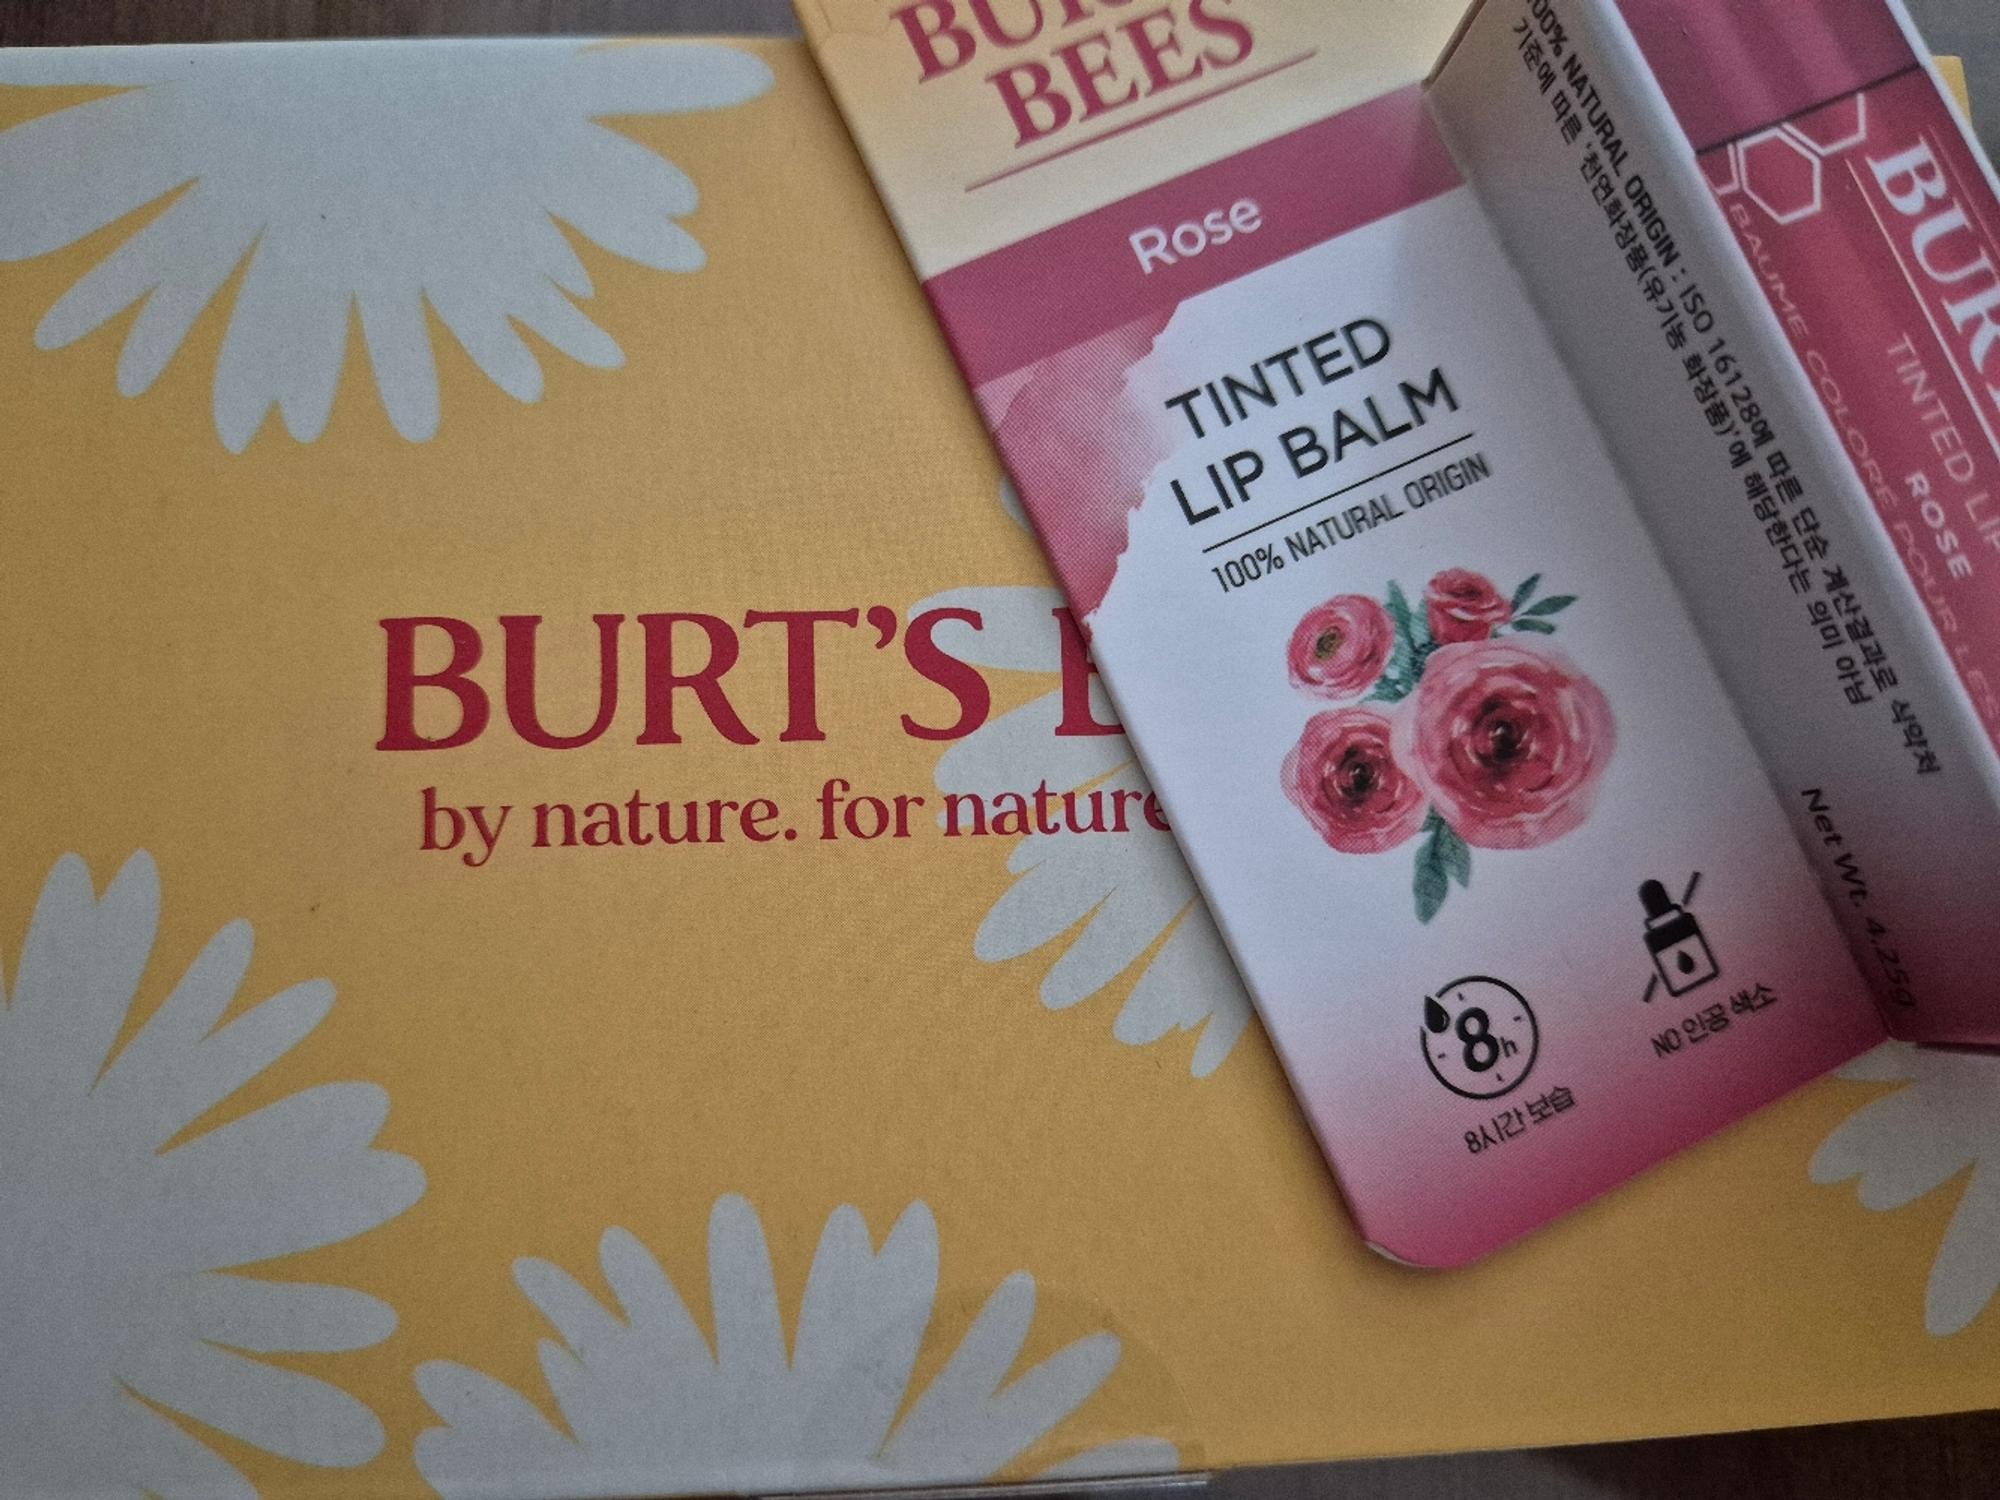 BURT'S
by nature. for nature
BEES
Rose
TINTED
LIP BALM
100% NATURAL ORIGIN
8h
8시간 보습
NO 인공 색소
100% NATURAL ORIGIN : ISO 16128에 따른 단순 계산결과로 식약처
기준에 따른 '천연화장품(유기농 화장품)'에 해당한다는 의미 아님
Net Wt. 4.25g
BURT
TINTED LIP
ROSE
BAUME COLORÉ POUR LES